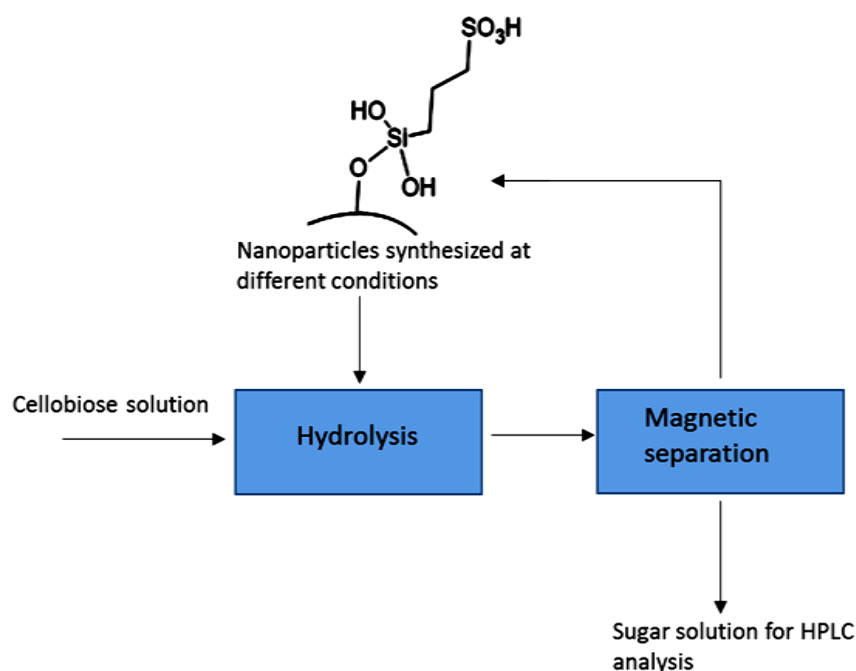 SO3H
HO
Si
O
OH
Nanoparticles synthesized at
different conditions
Cellobiose solution
Hydrolysis
Magnetic
separation
Sugar solution for HPLC
analysis